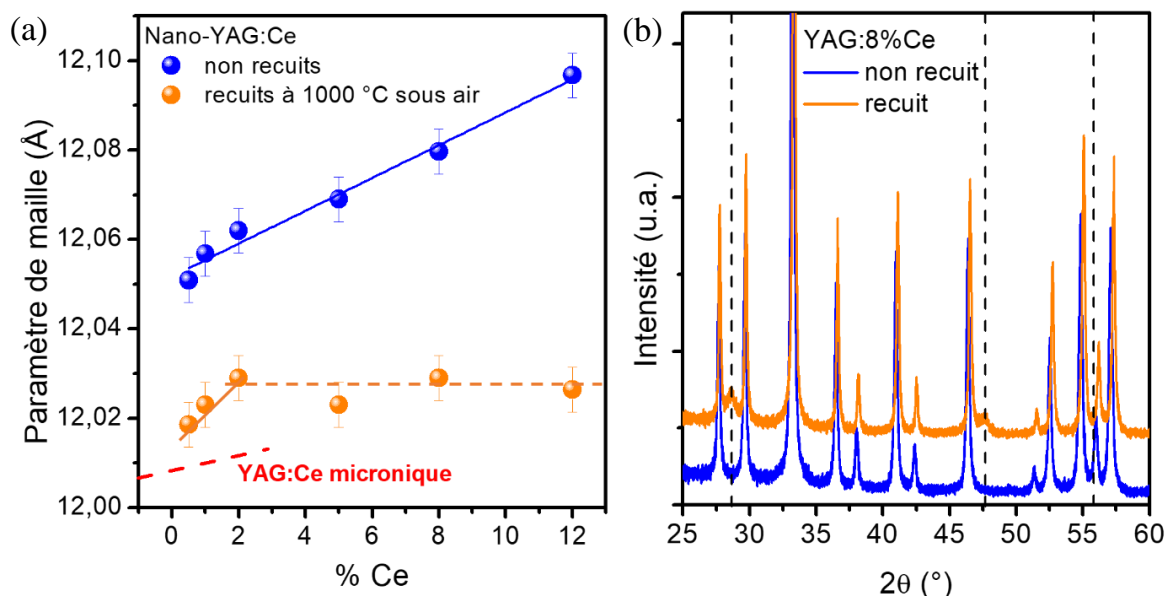 (a)
Nano-YAG:Ce
non recuits
recuits à 1000 °C sous air
YAG:Ce micronique
Paramètre de maille (Å)
12,10
12,08
12,06
12,04
12,02
12,00
0 2 4 6 8 10 12
% Ce
(b)
YAG:8%Ce
non recuit
recuit
Intensité (u.a.)
25 30 35 40 45 50 55 60
2θ (°)